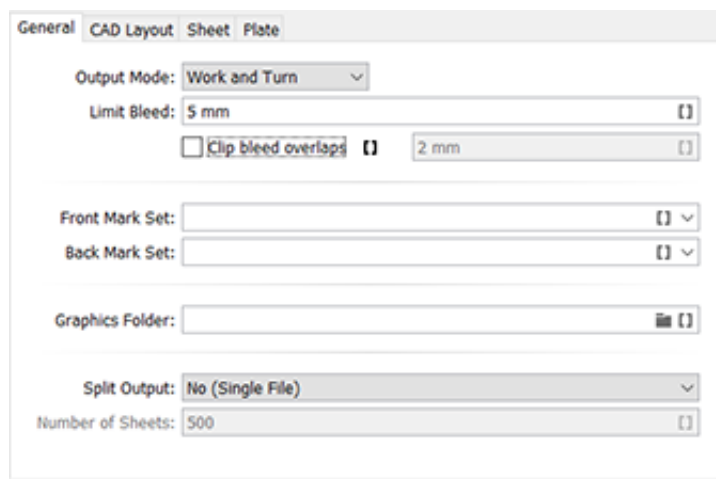 General CAD Layout Sheet Plate
Output Mode: Work and Turn
Limit Bleed: 5 mm
Clip bleed overlaps 2 mm
Front Mark Set:
Back Mark Set:
Graphics Folder:
Split Output: No (Single File)
Number of Sheets: 500